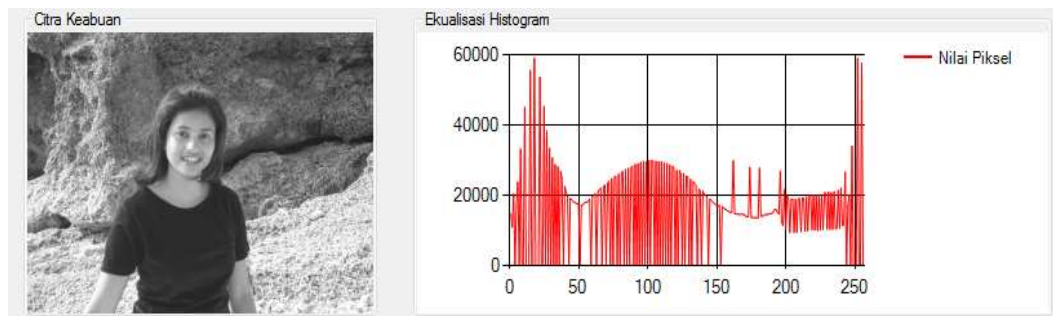 Citra Keabuan
Ekualisasi Histogram
60000
40000
20000
0
0 50 100 150 200 250
Nilai Piksel